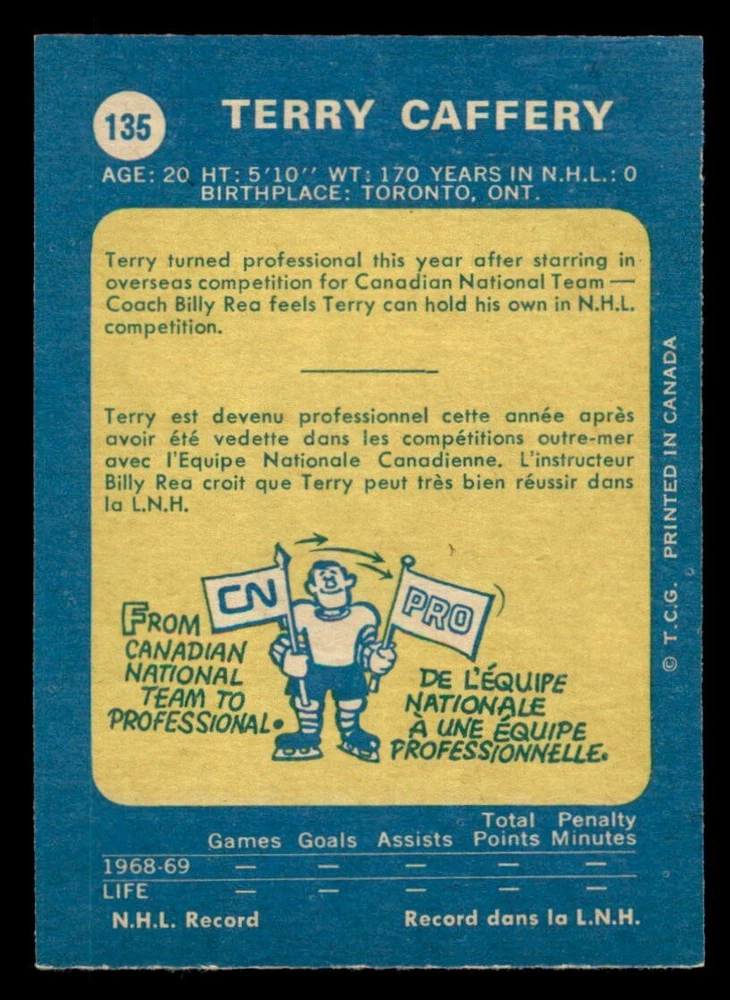 135
TERRY CAFFERY
AGE: 20 HT: 5'10'' WT: 170 YEARS IN N.H.L.: 0
BIRTHPLACE: TORONTO, ONT.
Terry turned professional this year after starring in
overseas competition for Canadian National Team —
Coach Billy Rea feels Terry can hold his own in N.H.L.
competition.
Terry est devenu professionnel cette année après
avoir été vedette dans les compétitions outre-mer
avec l'Equipe Nationale Canadienne. L'instructeur
Billy Rea croit que Terry peut très bien réussir dans
la L.N.H.
CN
PRO
FROM
CANADIAN
NATIONAL
TEAM TO
PROFESSIONAL.
DE L'ÉQUIPE
NATIONALE
À UNE ÉQUIPE
PROFESSIONNELLE.
© T.C.G. PRINTED IN CANADA
Total Penalty
Games Goals Assists Points Minutes
1968-69 — — — — —
LIFE — — — — —
N.H.L. Record Record dans la L.N.H.